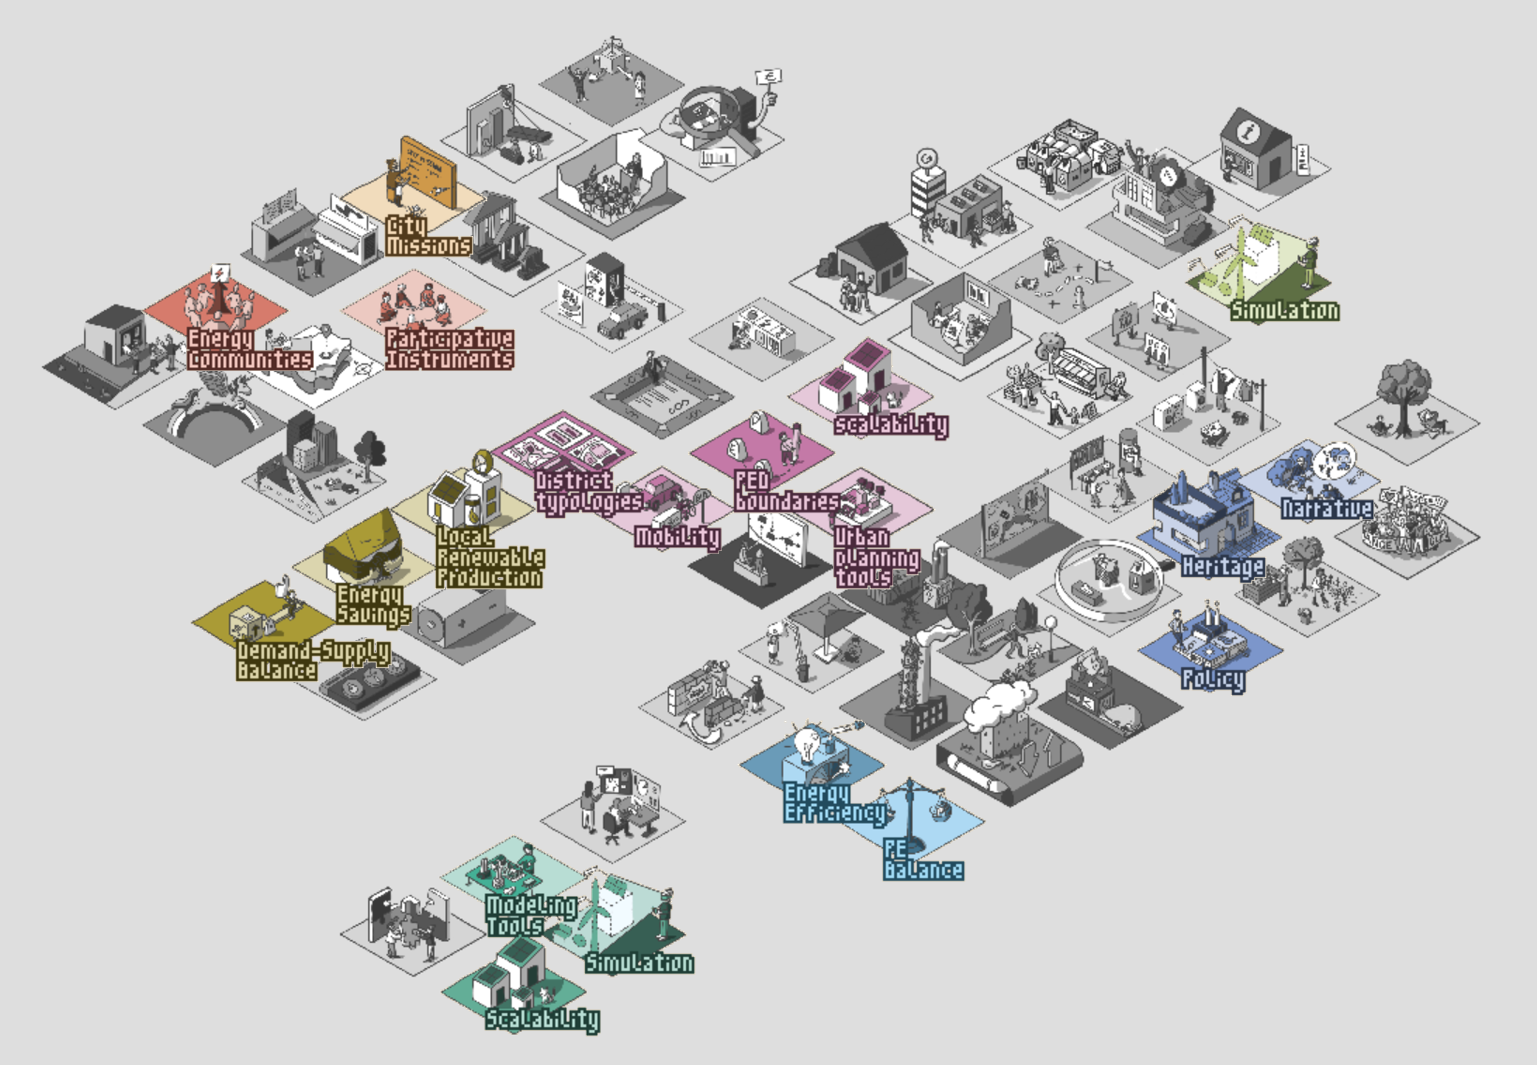 City
Missions
Simulation
Energy
Communities
Participative
Instruments
scalability
District
typologies
PED
boundaries
Mobility
Urban
planning
tools
Narrative
Heritage
Local
Renewable
Production
Energy
Savings
Demand-Supply
Balance
Policy
Energy
Efficiency
PE
Balance
Modeling
Tools
Simulation
Scalability